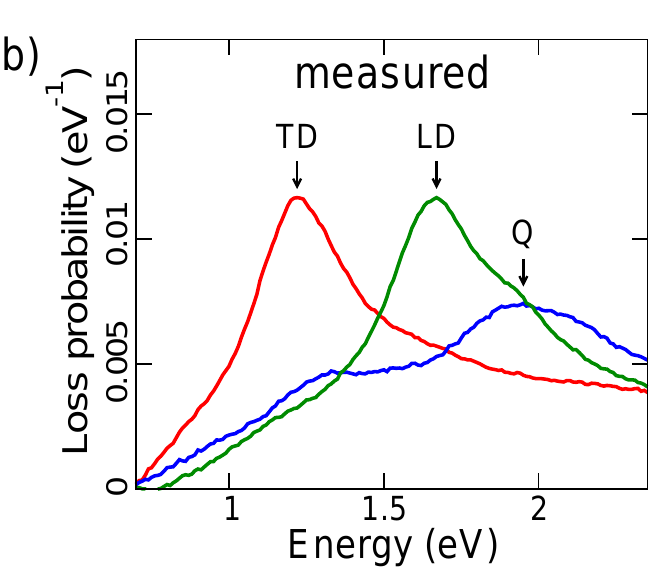 b)
measured
TD
LD
Q
Loss probability (eV⁻¹)
0.015
0.01
0.005
0
1
1.5
2
Energy (eV)